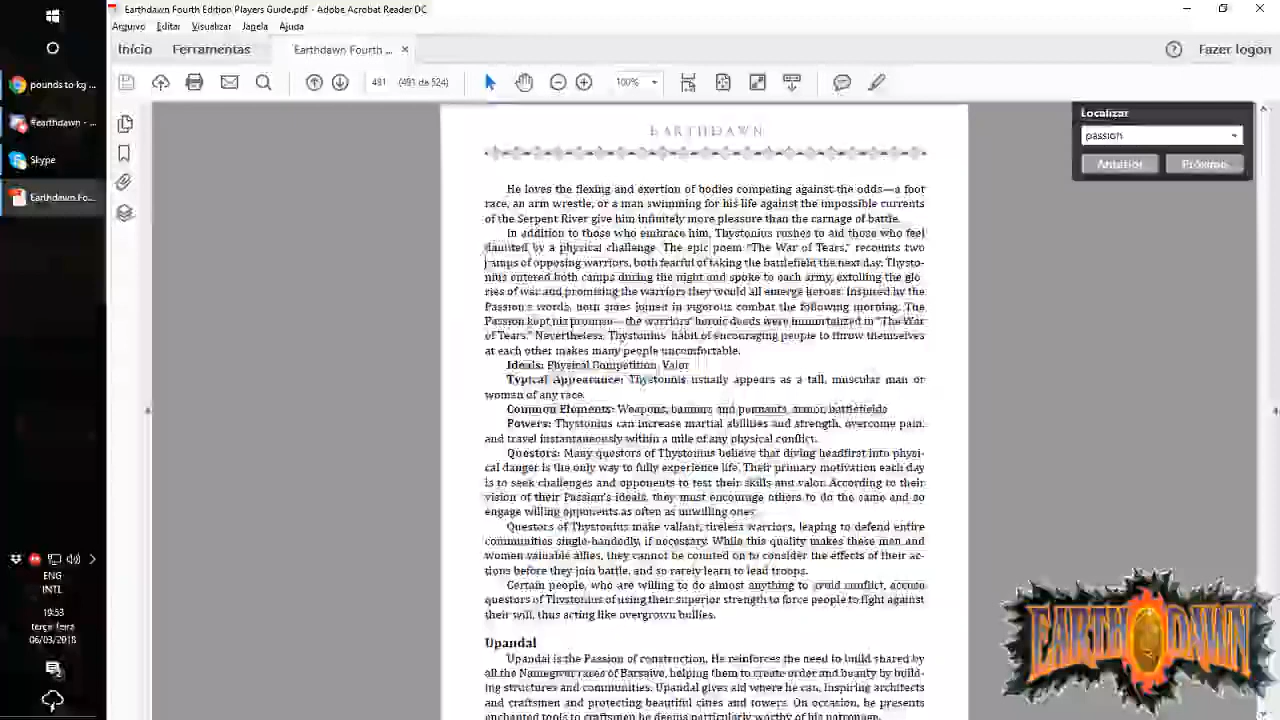 Earthdawn Fourth Edition Players Guide.pdf - Adobe Acrobat Reader DC
Arquivo Editar Visualizar Janela Ajuda
Início Ferramentas Earthdawn Fourth ... × Fazer logon
481 (491 de 524) 100%
pounds to kg ...
#earthdawn - ...
Skype
Earthdawn Fo...
Localizar
passion
Anterior Próximo
EARTHDAWN
He loves the flexing and exertion of bodies competing against the odds—a foot
race, an arm wrestle, or a man swimming for his life against the impossible currents
of the Serpent River give him infinitely more pleasure than the carnage of battle.
In addition to those who embrace him, Thystonius rushes to aid those who feel
daunted by a physical challenge. The epic poem "The War of Tears," recounts two
camps of opposing warriors, both fearful of taking the battlefield the next day. Thysto-
nius entered both camps during the night and spoke to each army, extolling the glo-
ries of war and promising the warriors they would all emerge heroes. Inspired by the
Passion's words, both sides joined in vigorous combat the following morning. The
Passion kept his promise—the warriors' heroic deeds were immortalized in "The War
of Tears." Nevertheless, Thystonius' habit of encouraging people to throw themselves
at each other makes many people uncomfortable.
Ideals: Physical Competition, Valor
Typical Appearance: Thystonius usually appears as a tall, muscular man or
woman of any race.
Common Elements: Weapons, banners and pennants, armor, battlefields
Powers: Thystonius can increase martial abilities and strength, overcome pain,
and travel instantaneously within a mile of any physical conflict.
Questors: Many questors of Thystonius believe that diving headfirst into physi-
cal danger is the only way to fully experience life. Their primary motivation each day
is to seek challenges and opponents to test their skills and valor. According to their
vision of their Passion's ideals, they must encourage others to do the same and so
engage willing opponents as often as unwilling ones.
Questors of Thystonius make valiant, tireless warriors, leaping to defend entire
communities single-handedly, if necessary. While this quality makes these men and
women valuable allies, they cannot be counted on to consider the effects of their ac-
tions before they join battle, and so rarely learn to lead troops.
Certain people, who are willing to do almost anything to avoid conflict, accuse
questors of Thystonius of using their superior strength to force people to fight against
their will, thus acting like overgrown bullies.
Upandal
Upandal is the Passion of construction. He reinforces the need to build shared by
all the Namegiver races of Barsaive, helping them to create order and beauty by build-
ing structures and communities. Upandal gives aid where he can, inspiring architects
and craftsmen and protecting beautiful cities and towers. On occasion, he presents
enchanted tools to craftsmen he deems particularly worthy of his patronage.
ENG
INTL
19:53
terça-feira
06/03/2018
EARTHDAWN